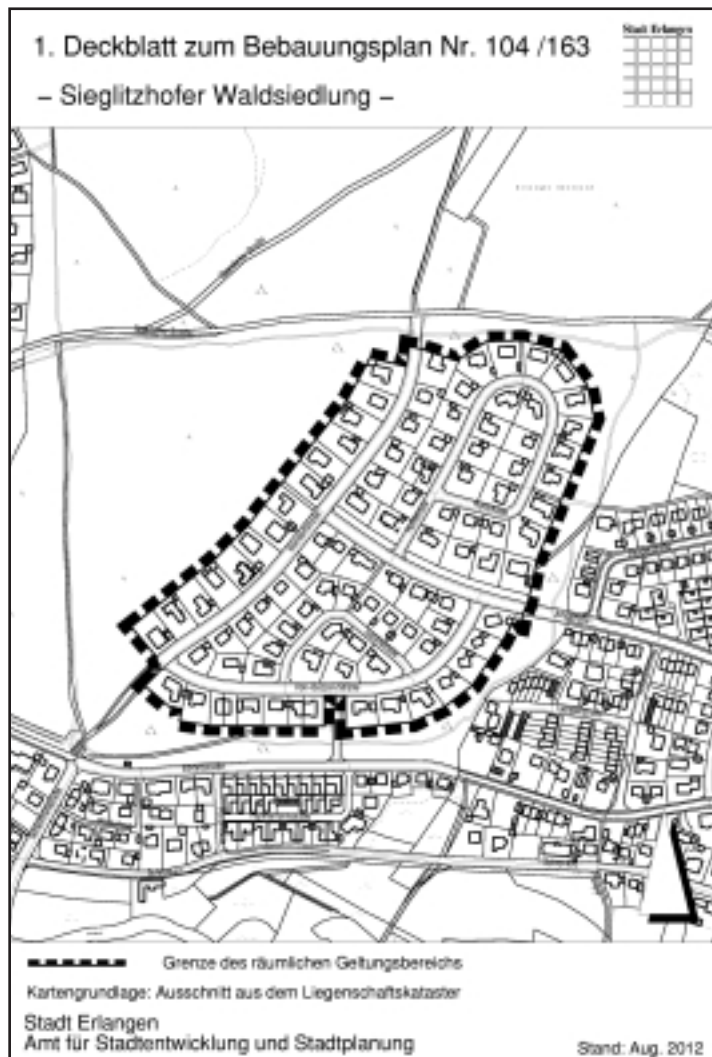 1. Deckblatt zum Bebauungsplan Nr. 104 /163
Stadt Erlangen
– Sieglitzhofer Waldsiedlung –
Grenze des räumlichen Geltungsbereichs
Kartengrundlage: Ausschnitt aus dem Liegenschaftskataster
Stadt Erlangen
Amt für Stadtentwicklung und Stadtplanung
Stand: Aug. 2012